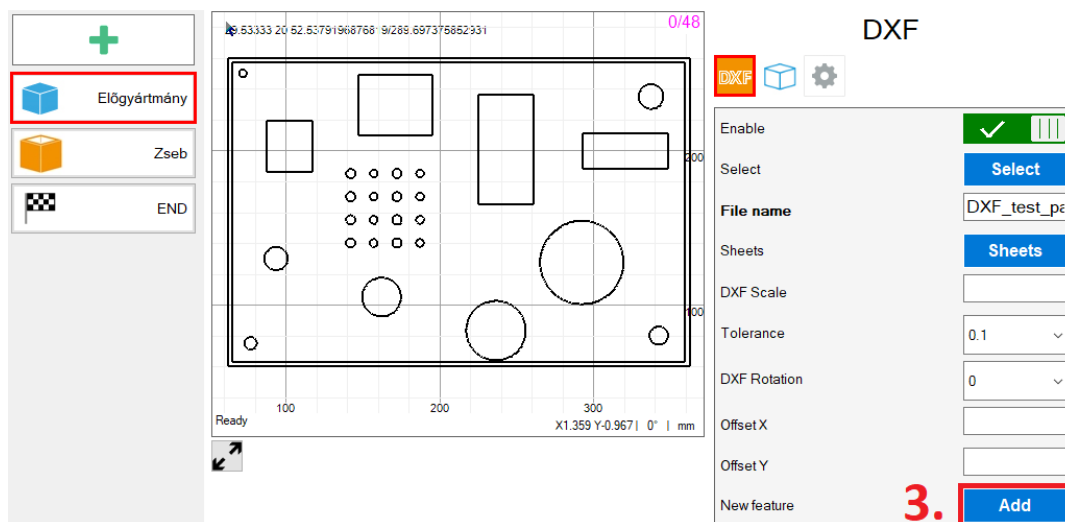 Előgyártmány
Zseb
END
0/48
200
100
100
200
300
Ready
X1.359 Y-0.967 | 0° | mm
DXF
DXF
Enable
Select
Select
File name
DXF_test_pa
Sheets
Sheets
DXF Scale
Tolerance
0.1
DXF Rotation
0
Offset X
Offset Y
New feature
3.
Add